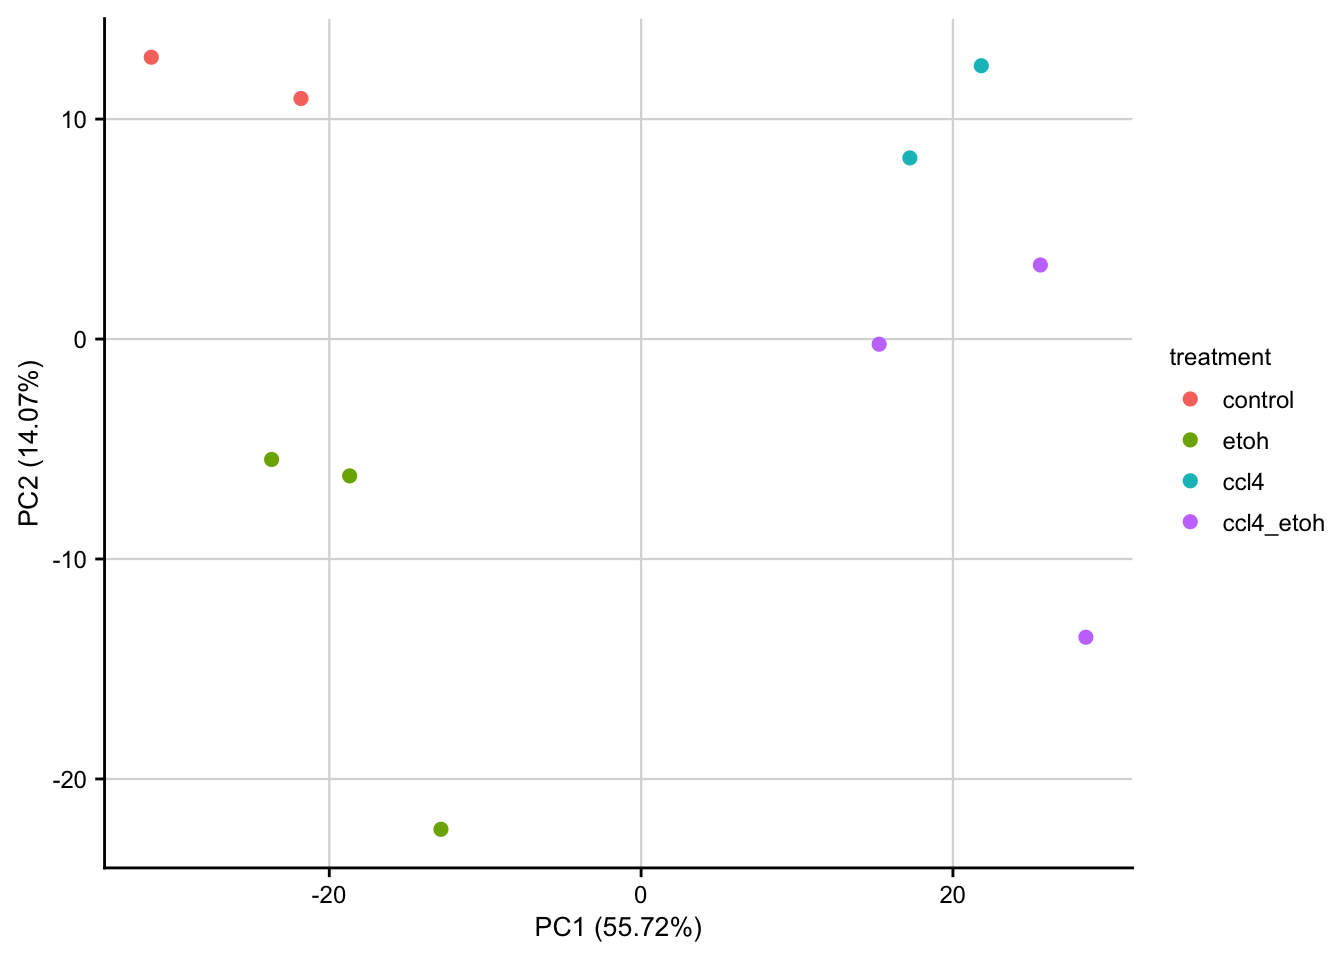 10
0
-10
-20
PC2 (14.07%)
-20
0
20
PC1 (55.72%)
treatment
control
etoh
ccl4
ccl4_etoh